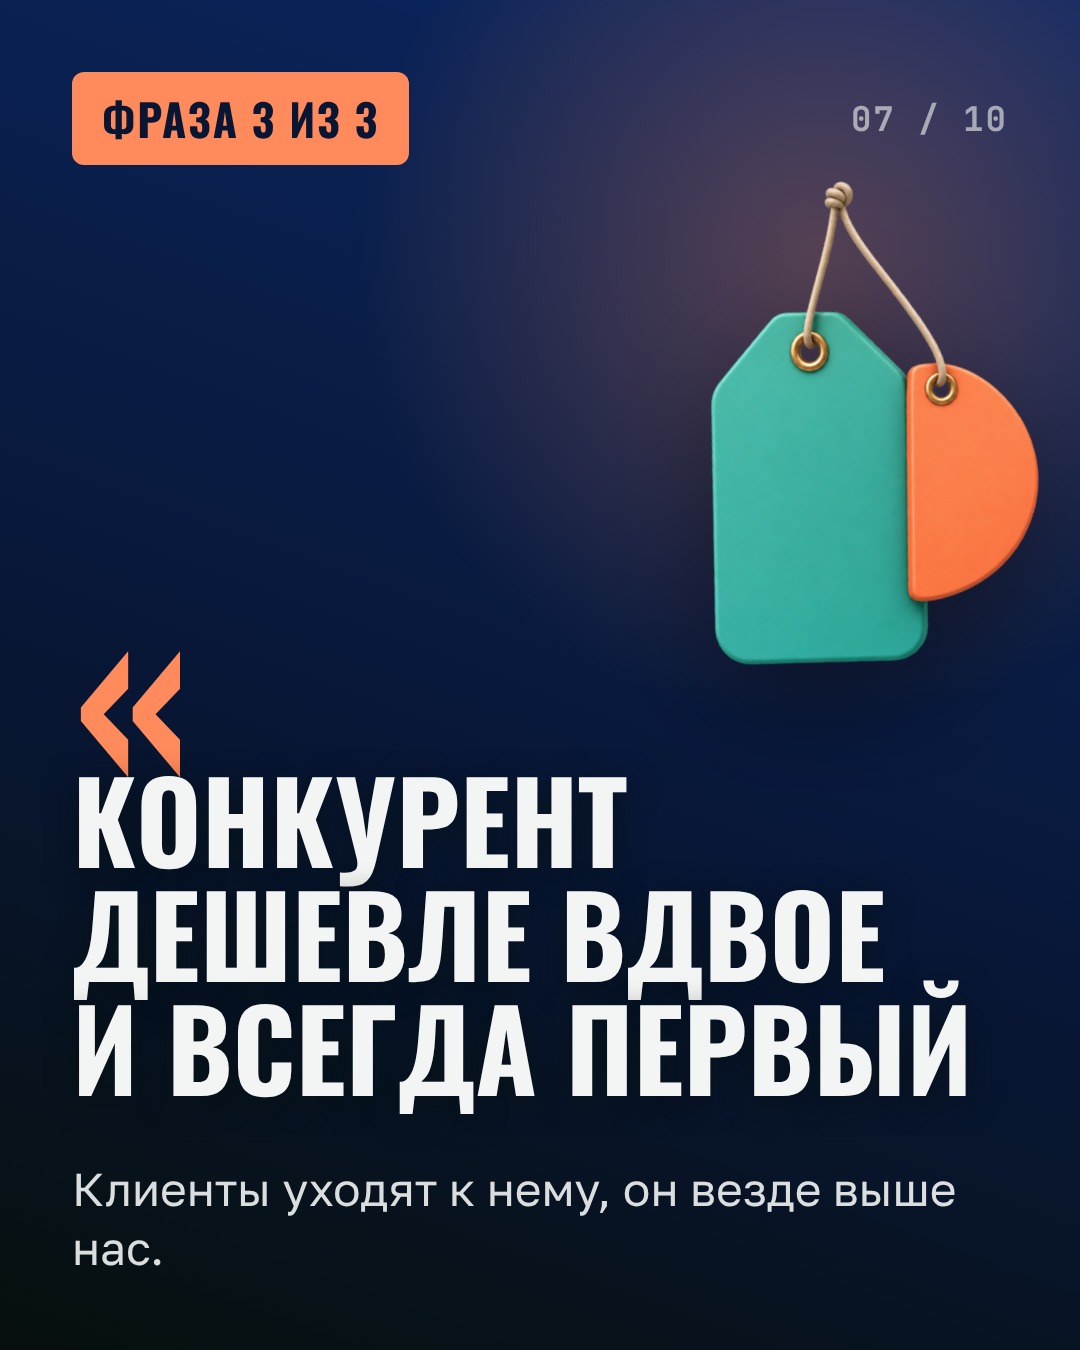 ФРАЗА 3 ИЗ 3
07 / 10
«
КОНКУРЕНТ
ДЕШЕВЛЕ ВДВОЕ
И ВСЕГДА ПЕРВЫЙ
Клиенты уходят к нему, он везде выше
нас.